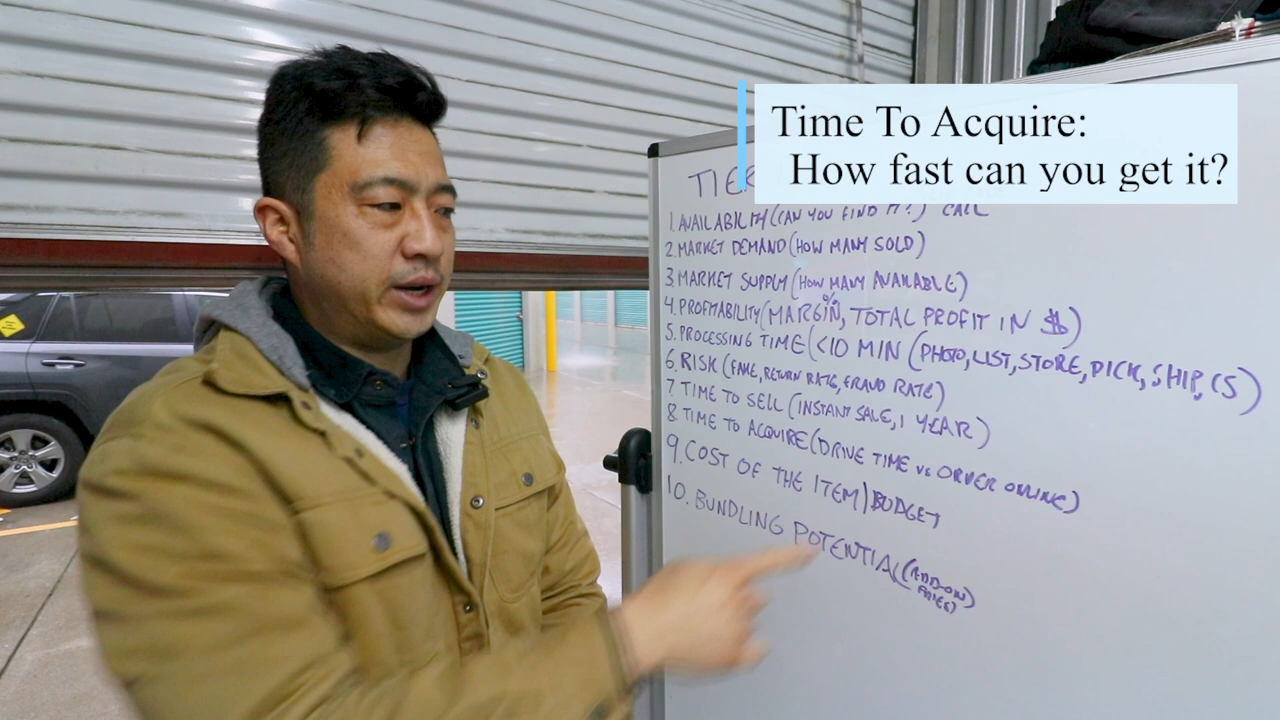 Time To Acquire:
How fast can you get it?
TIER
1. AVAILABILITY (CAN YOU FIND IT?) CALL
2. MARKET DEMAND (HOW MANY SOLD)
3. MARKET SUPPLY (HOW MANY AVAILABLE)
4. PROFITABILITY (MARGIN %, TOTAL PROFIT IN $)
5. PROCESSING TIME (<10 MIN (PHOTO, LIST, STORE, PICK, SHIP, CS)
6. RISK (FAKE, RETURN RATE, FRAUD RATE)
7. TIME TO SELL (INSTANT SALE, 1 YEAR)
8. TIME TO ACQUIRE (DRIVE TIME vs ORDER ONLINE)
9. COST OF THE ITEM) BUDGET
10. BUNDLING POTENTIAL (ADD-ON)